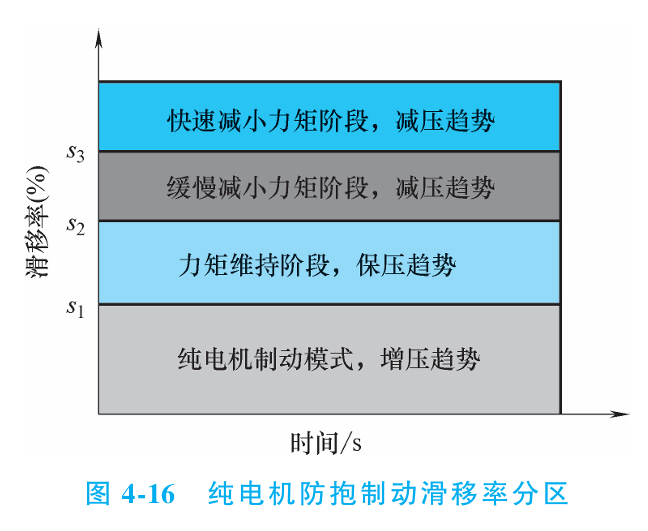 快速减小力矩阶段，减压趋势
s3
缓慢减小力矩阶段，减压趋势
s2
力矩维持阶段，保压趋势
s1
纯电机制动模式，增压趋势
滑移率(%)
时间/s
图 4-16 纯电机防抱制动滑移率分区